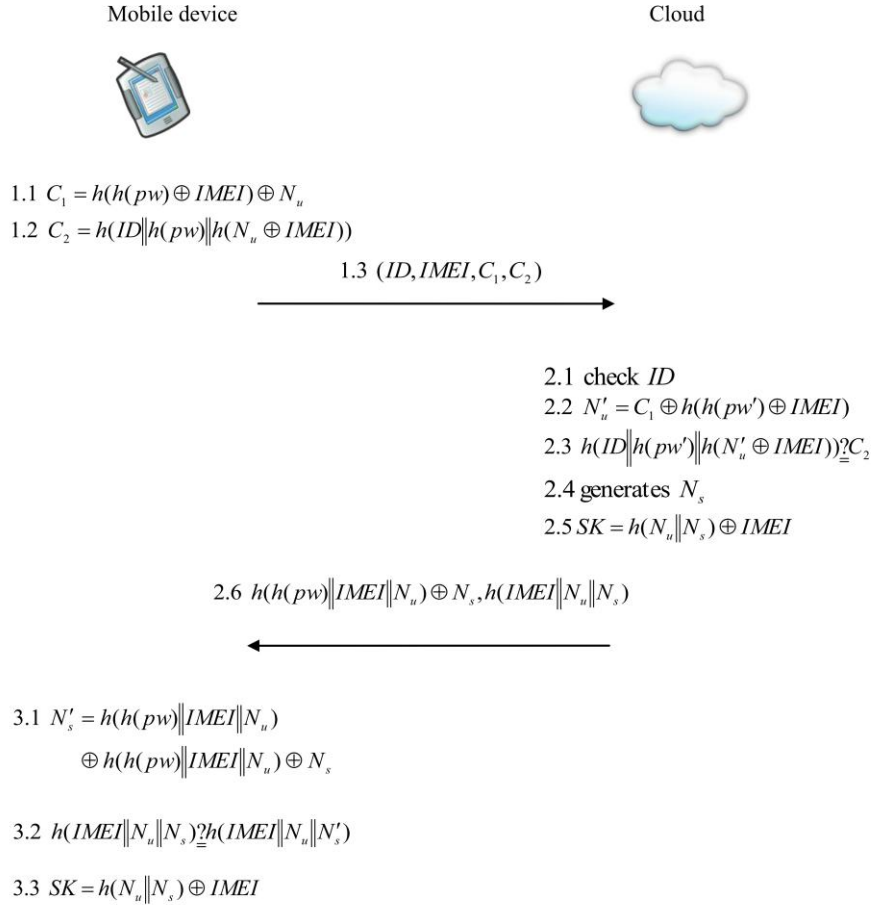 Mobile device Cloud
1.1 C₁ = h(h(pw) ⊕ IMEI) ⊕ Nᵤ
1.2 C₂ = h(ID‖h(pw)‖h(Nᵤ ⊕ IMEI))
1.3 (ID, IMEI, C₁, C₂)
2.1 check ID
2.2 N′ᵤ = C₁ ⊕ h(h(pw′) ⊕ IMEI)
2.3 h(ID‖h(pw′)‖h(N′ᵤ ⊕ IMEI)) ≟ C₂
2.4 generates Nₛ
2.5 SK = h(Nᵤ‖Nₛ) ⊕ IMEI
2.6 h(h(pw)‖IMEI‖Nᵤ) ⊕ Nₛ, h(IMEI‖Nᵤ‖Nₛ)
3.1 N′ₛ = h(h(pw)‖IMEI‖Nᵤ)
⊕ h(h(pw)‖IMEI‖Nᵤ) ⊕ Nₛ
3.2 h(IMEI‖Nᵤ‖Nₛ) ≟ h(IMEI‖Nᵤ‖N′ₛ)
3.3 SK = h(Nᵤ‖Nₛ) ⊕ IMEI